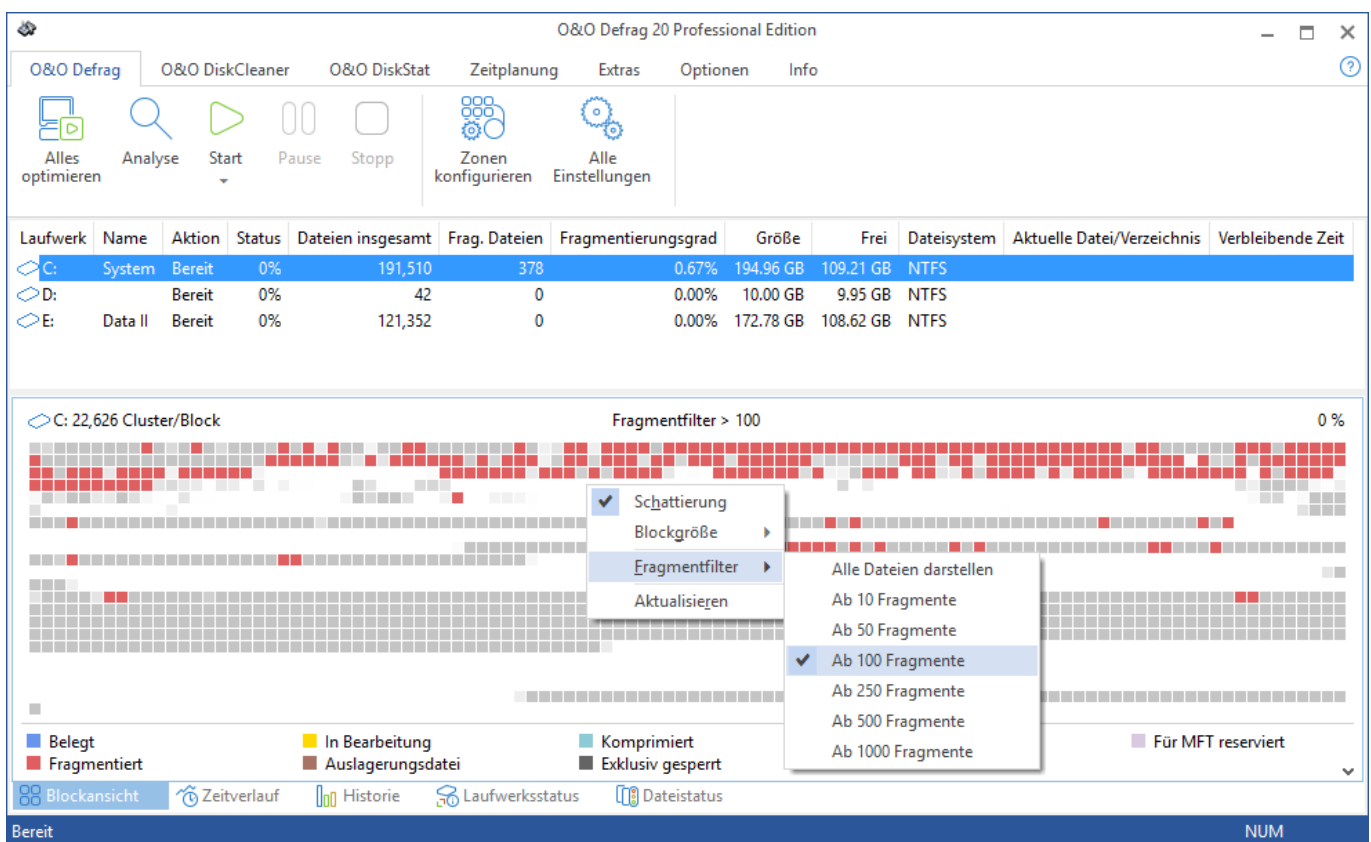 O&O Defrag 20 Professional Edition
O&O Defrag O&O DiskCleaner O&O DiskStat Zeitplanung Extras Optionen Info
Alles optimieren
Analyse
Start
Pause
Stopp
Zonen konfigurieren
Alle Einstellungen
Laufwerk Name Aktion Status Dateien insgesamt Frag. Dateien Fragmentierungsgrad Größe Frei Dateisystem Aktuelle Datei/Verzeichnis Verbleibende Zeit
C: System Bereit 0% 191,510 378 0.67% 194.96 GB 109.21 GB NTFS
D: Bereit 0% 42 0 0.00% 10.00 GB 9.95 GB NTFS
E: Data II Bereit 0% 121,352 0 0.00% 172.78 GB 108.62 GB NTFS
C: 22,626 Cluster/Block Fragmentfilter > 100 0 %
Schattierung
Blockgröße
Fragmentfilter
Aktualisieren
Alle Dateien darstellen
Ab 10 Fragmente
Ab 50 Fragmente
Ab 100 Fragmente
Ab 250 Fragmente
Ab 500 Fragmente
Ab 1000 Fragmente
Belegt In Bearbeitung Komprimiert Für MFT reserviert
Fragmentiert Auslagerungsdatei Exklusiv gesperrt
Blockansicht Zeitverlauf Historie Laufwerksstatus Dateistatus
Bereit NUM